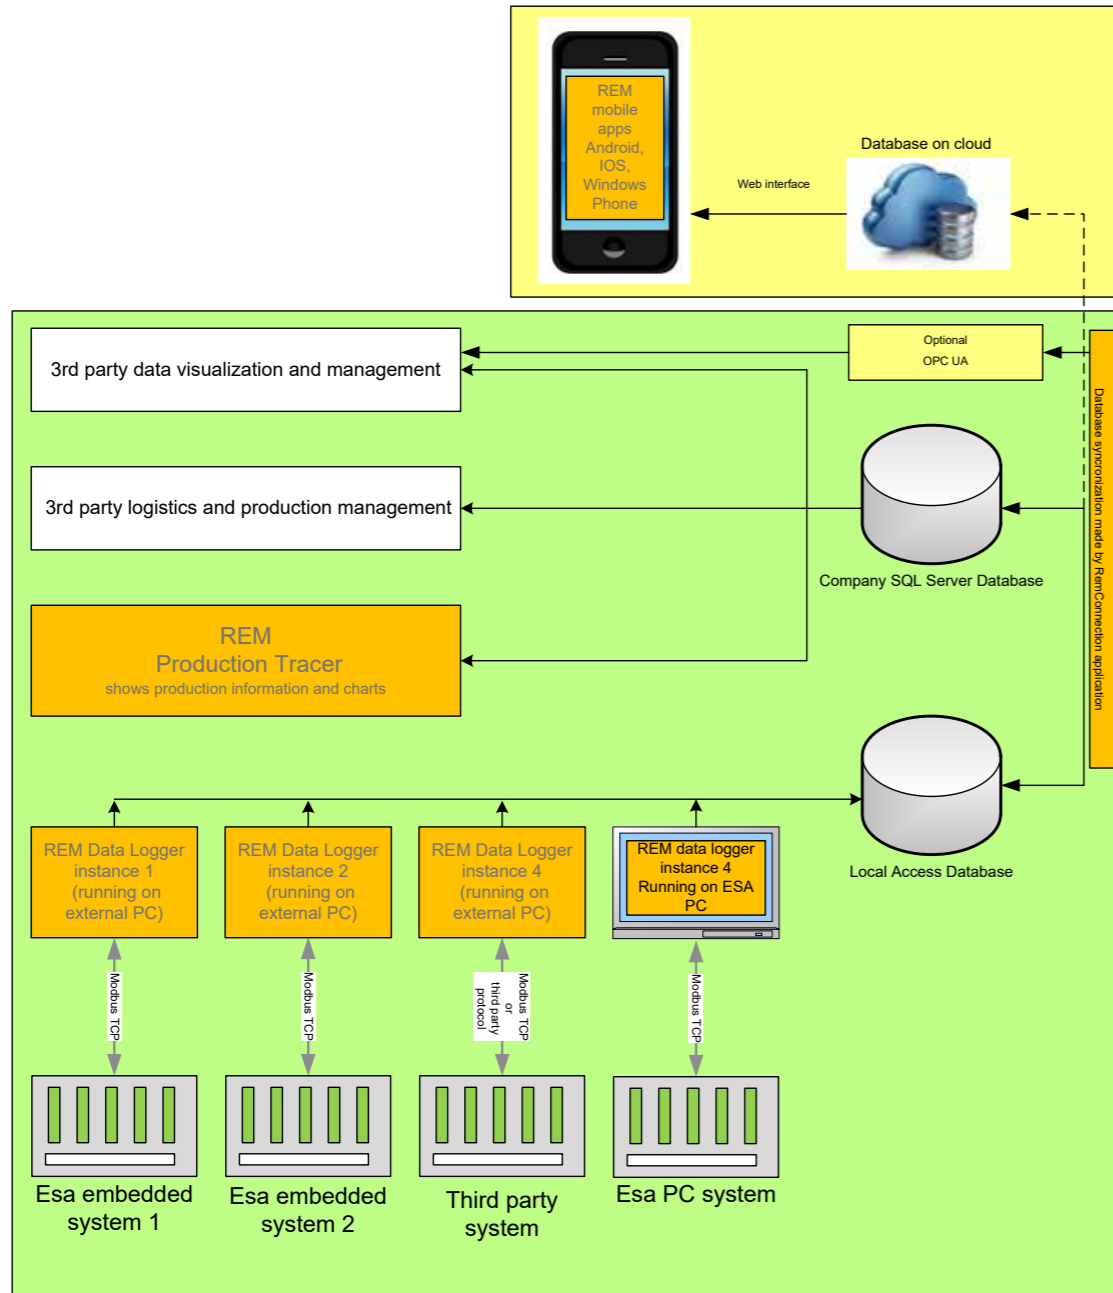 REM
mobile
apps
Android,
IOS,
Windows
Phone
Database on cloud
Web interface
3rd party data visualization and management
Optional
OPC UA
Database syncronization made by RemConnection application
3rd party logistics and production management
Company SQL Server Database
REM
Production Tracer
shows production information and charts
Local Access Database
REM Data Logger
instance 1
(running on
external PC)
REM Data Logger
instance 2
(running on
external PC)
REM Data Logger
instance 4
(running on
external PC)
REM data logger
instance 4
Running on ESA
PC
Modbus TCP
Modbus TCP
Modbus TCP
or
third party
protocol
Modbus TCP
Esa embedded
system 1
Esa embedded
system 2
Third party
system
Esa PC system